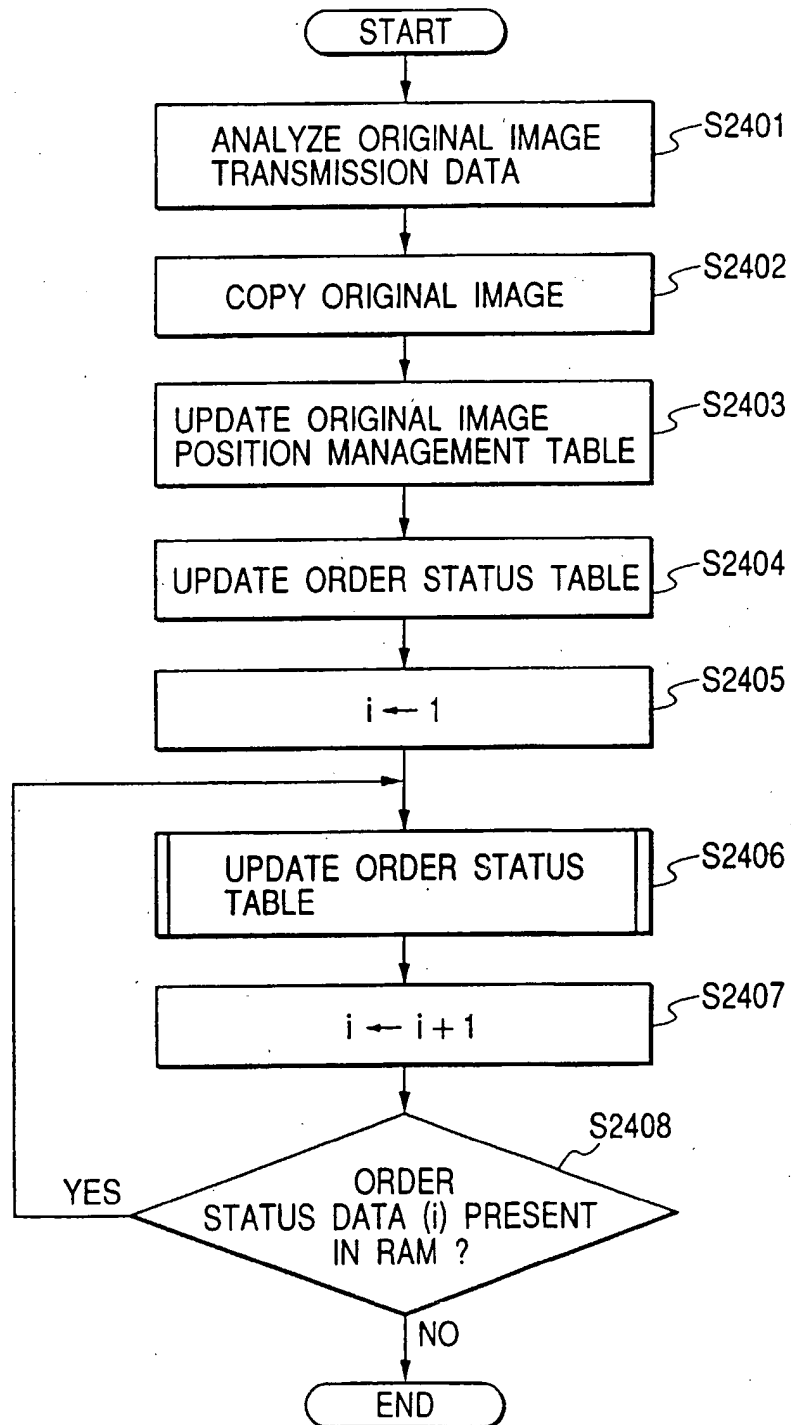 START
ANALYZE ORIGINAL IMAGE
TRANSMISSION DATA
S2401
COPY ORIGINAL IMAGE
S2402
UPDATE ORIGINAL IMAGE
POSITION MANAGEMENT TABLE
S2403
UPDATE ORDER STATUS TABLE
S2404
i ← 1
S2405
UPDATE ORDER STATUS
TABLE
S2406
i ← i + 1
S2407
S2408
YES
ORDER
STATUS DATA (i) PRESENT
IN RAM ?
NO
END